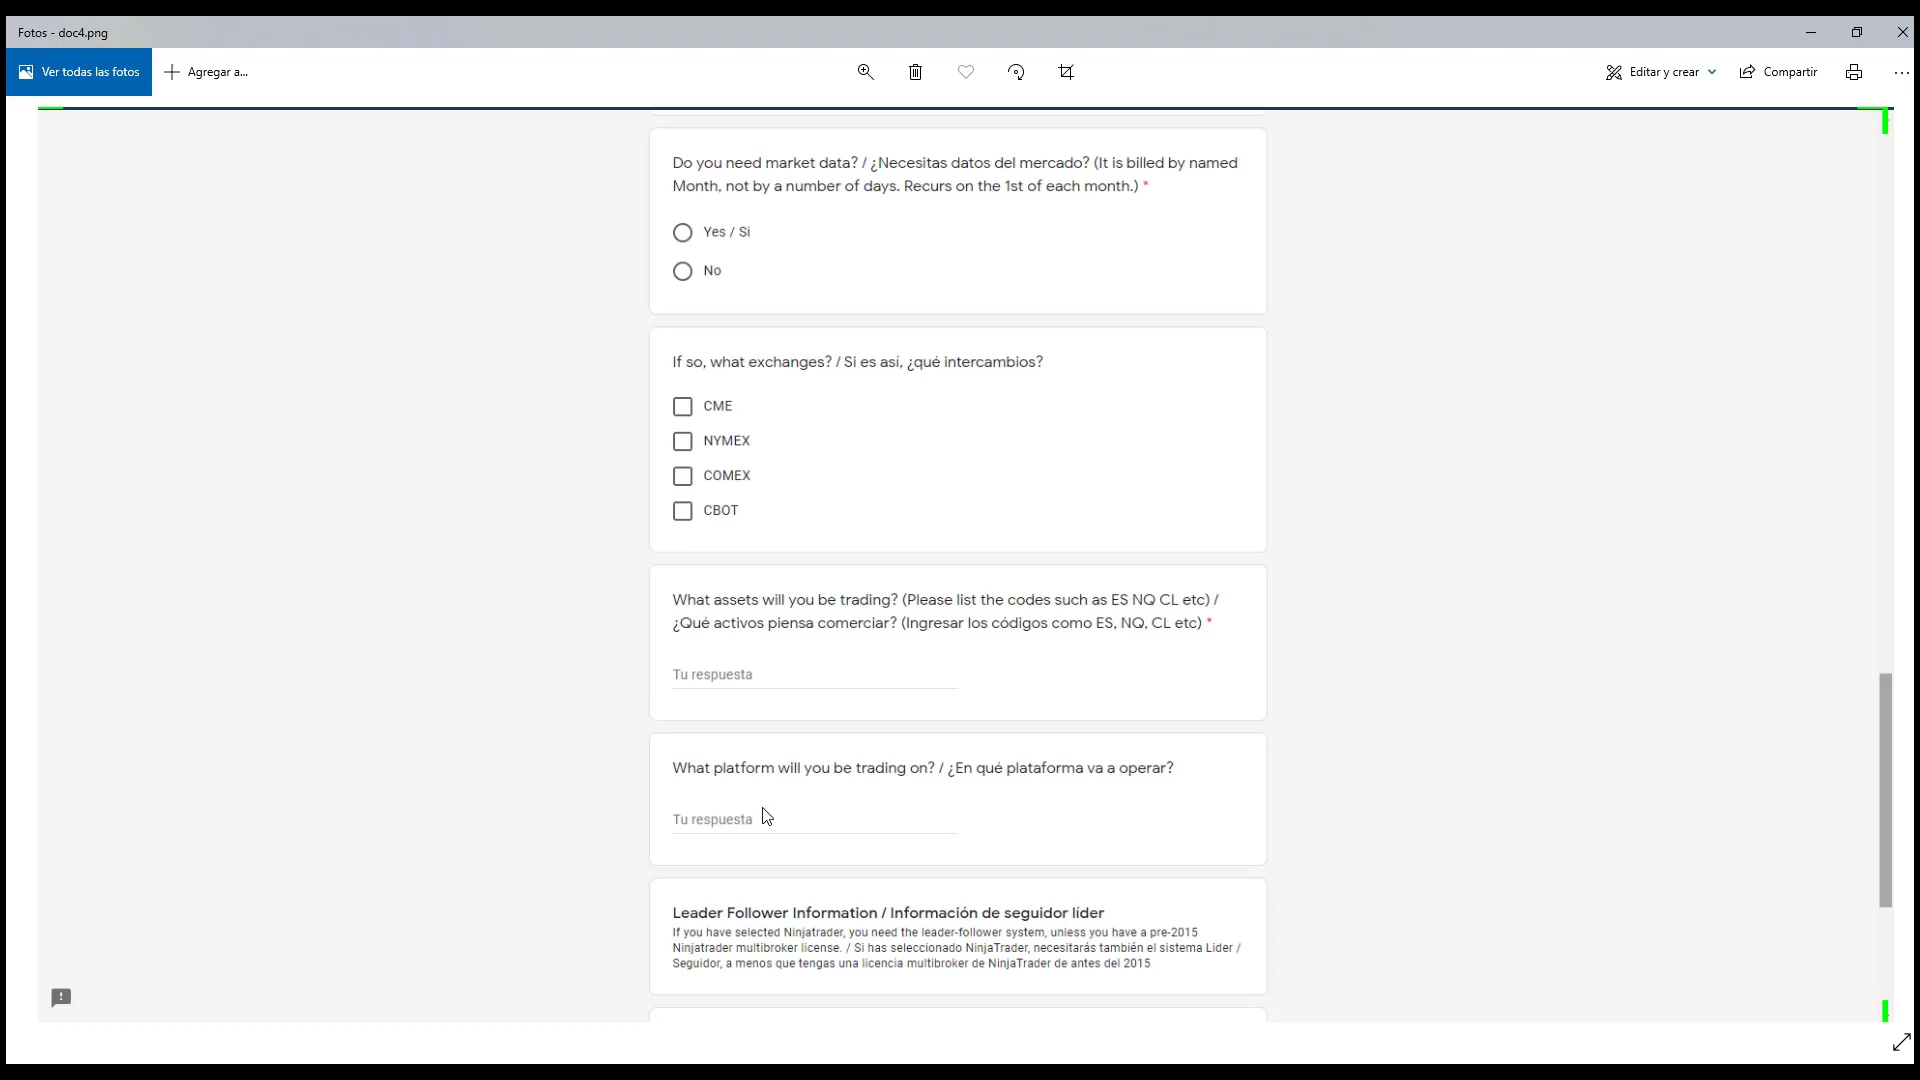 Fotos - doc4.png
Ver todas las fotos
Agregar a...
Editar y crear
Compartir
Do you need market data? / ¿Necesitas datos del mercado? (It is billed by named
Month, not by a number of days. Recurs on the 1st of each month.) *
Yes / Si
No
If so, what exchanges? / Si es así, ¿qué intercambios?
CME
NYMEX
COMEX
CBOT
What assets will you be trading? (Please list the codes such as ES NQ CL etc) /
¿Qué activos piensa comerciar? (Ingresar los códigos como ES, NQ, CL etc) *
Tu respuesta
What platform will you be trading on? / ¿En qué plataforma va a operar?
Tu respuesta
Leader Follower Information / Información de seguidor líder
If you have selected Ninjatrader, you need the leader-follower system, unless you have a pre-2015
Ninjatrader multibroker license. / Si has seleccionado NinjaTrader, necesitarás también el sistema Lider /
Seguidor, a menos que tengas una licencia multibroker de NinjaTrader de antes del 2015